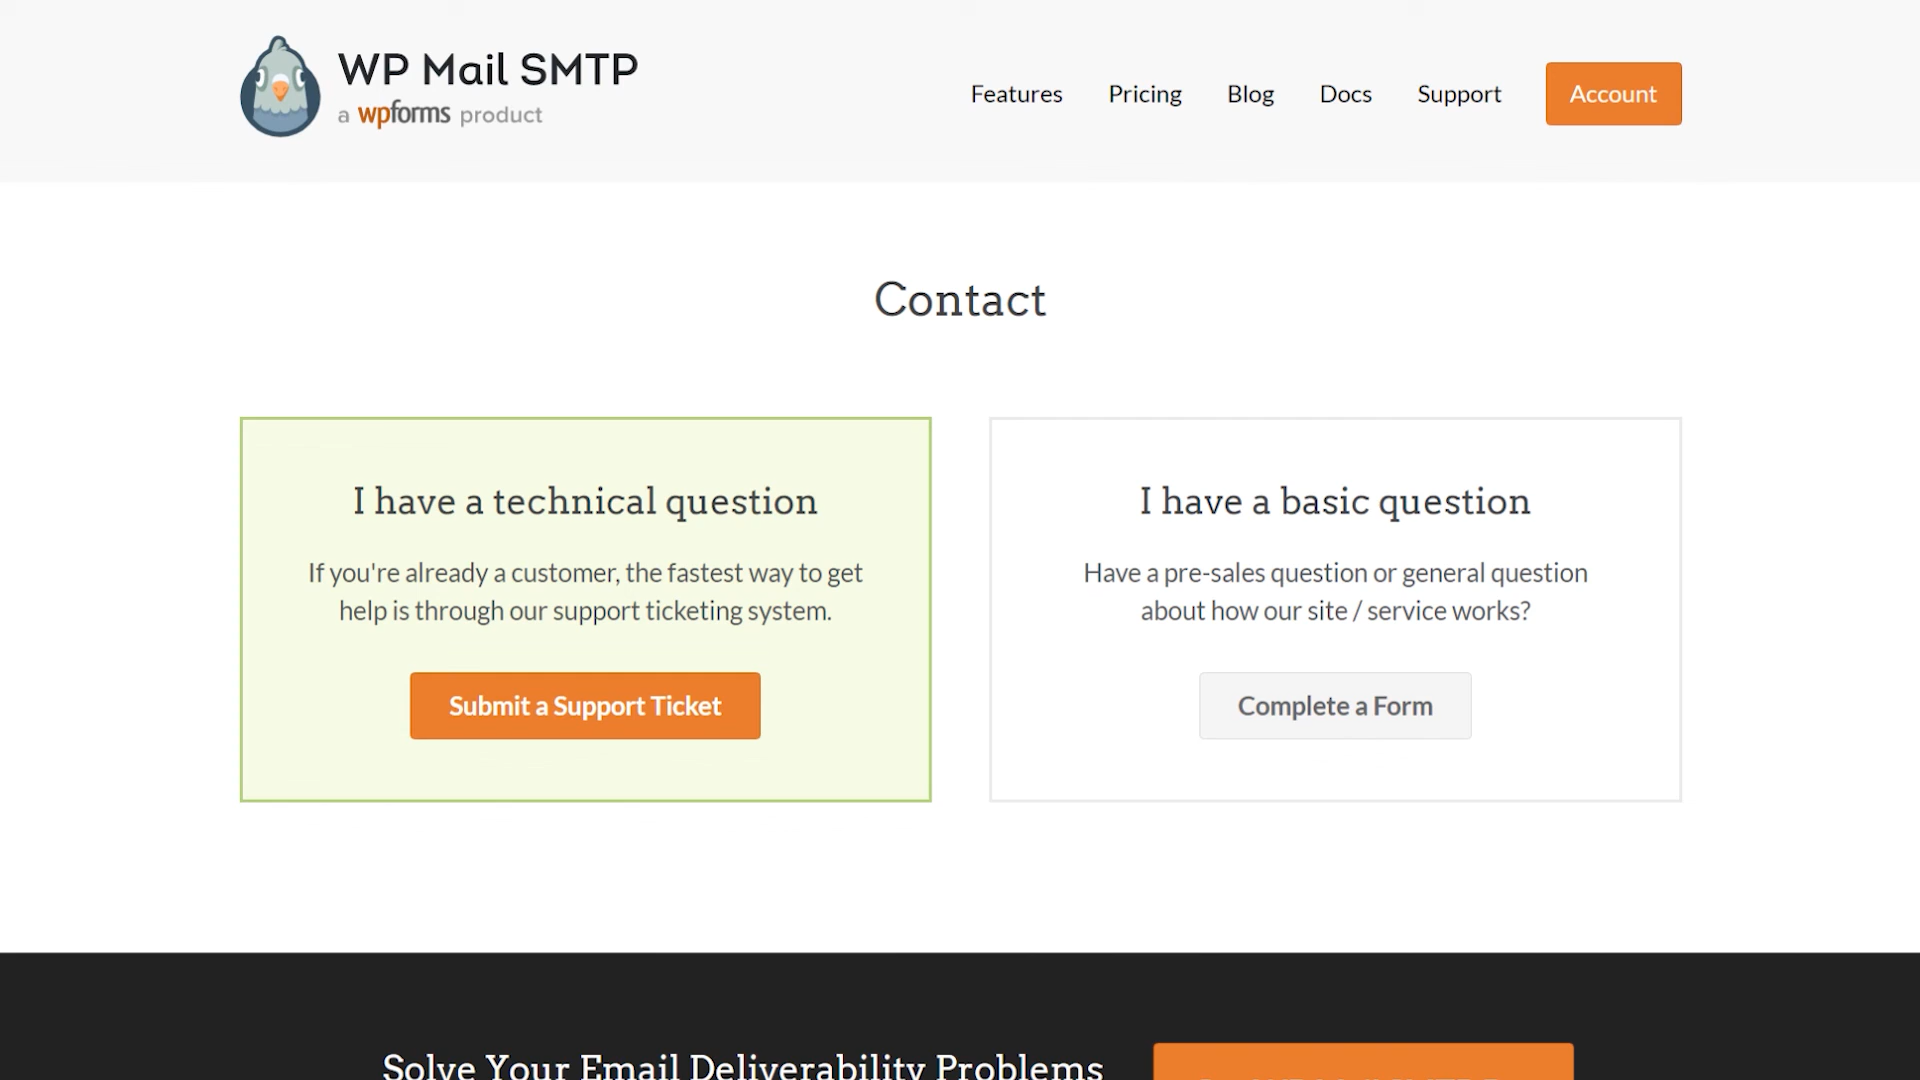 WP Mail SMTP
a wpforms product
Features Pricing Blog Docs Support Account
Contact
I have a technical question
If you're already a customer, the fastest way to get
help is through our support ticketing system.
Submit a Support Ticket
I have a basic question
Have a pre-sales question or general question
about how our site / service works?
Complete a Form
Solve Your Email Deliverability Problems